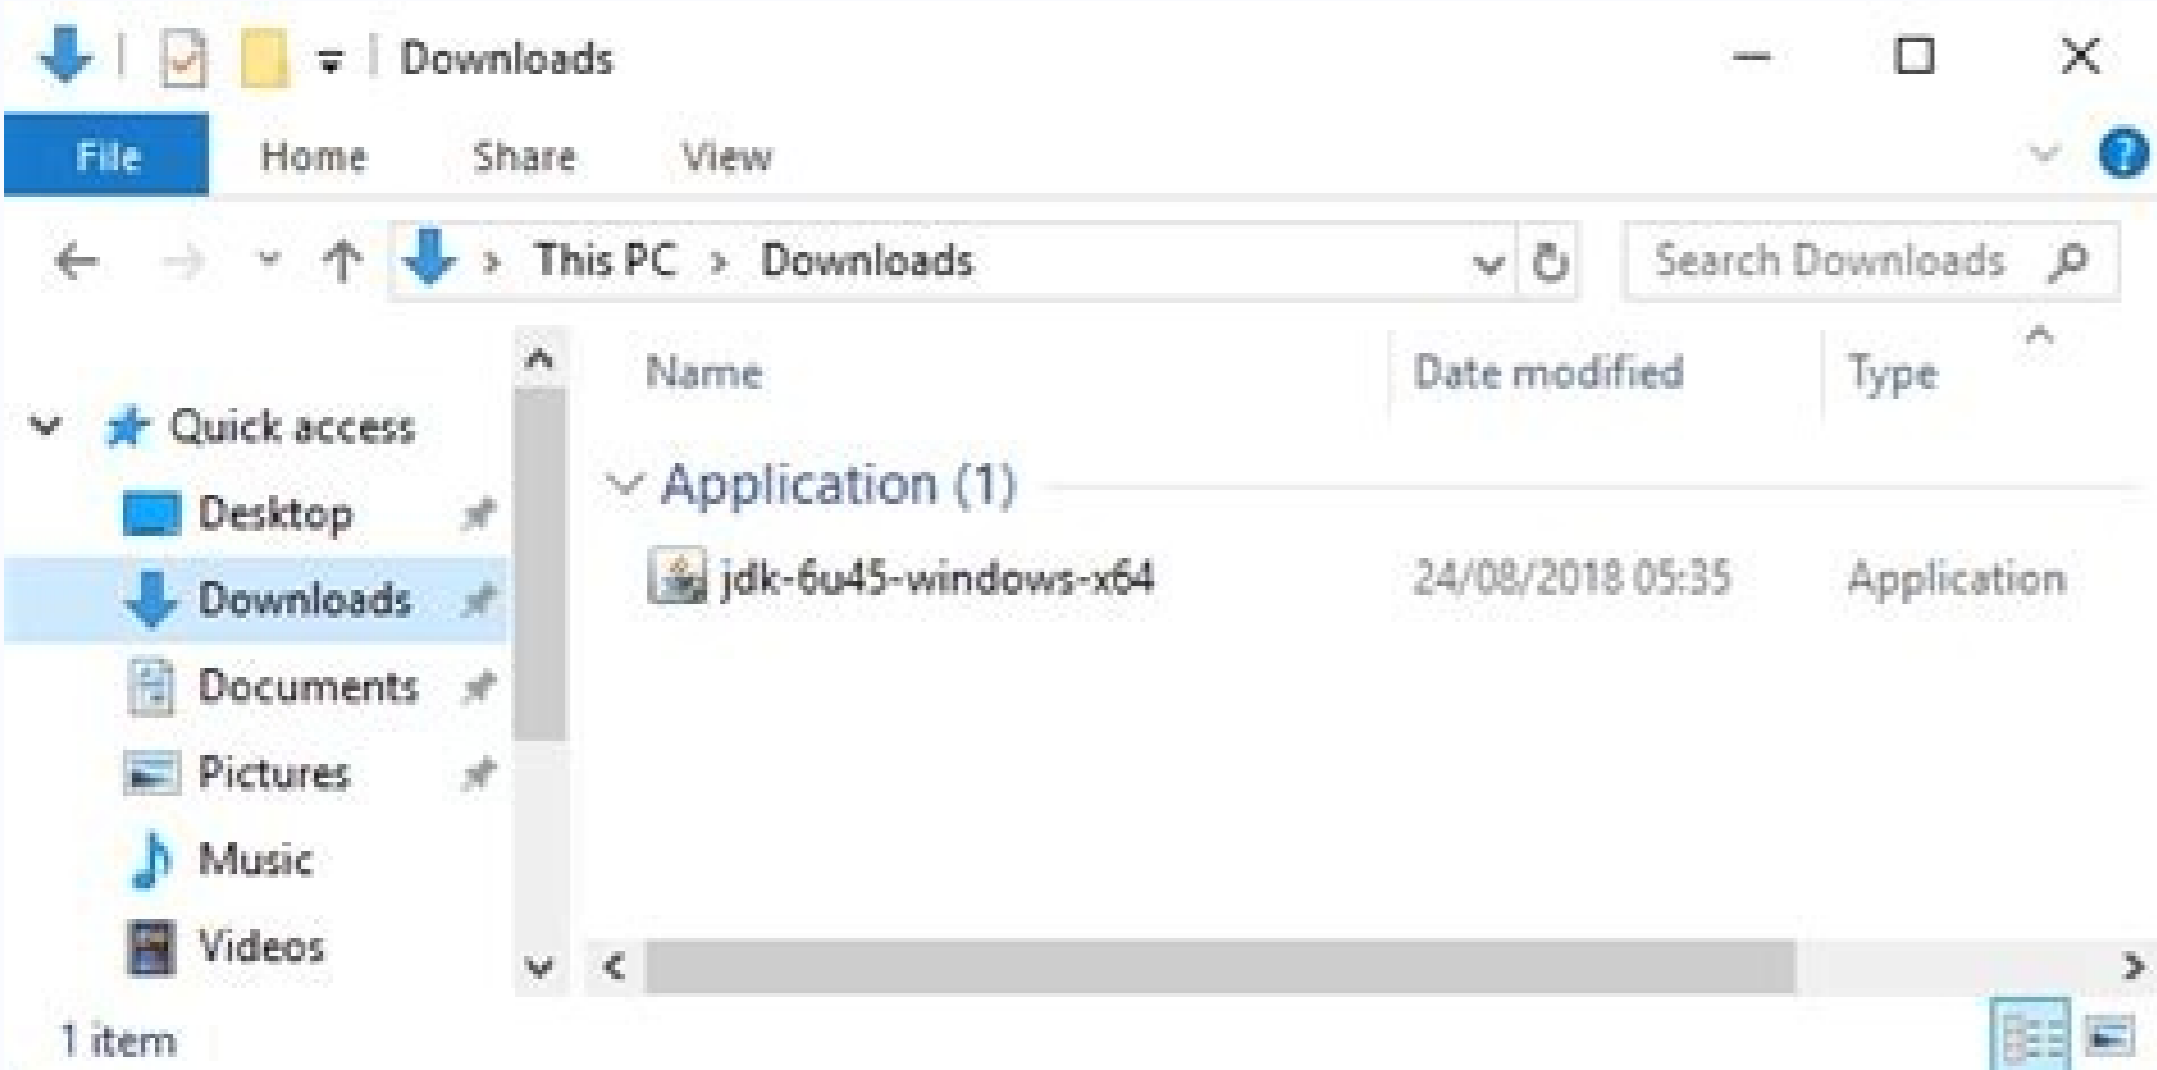 Downloads
File Home Share View
This PC > Downloads
Search Downloads
Name Date modified Type
Quick access
Desktop
Downloads
Documents
Pictures
Music
Videos
Application (1)
jdk-6u45-windows-x64 24/08/2018 05:35 Application
1 item